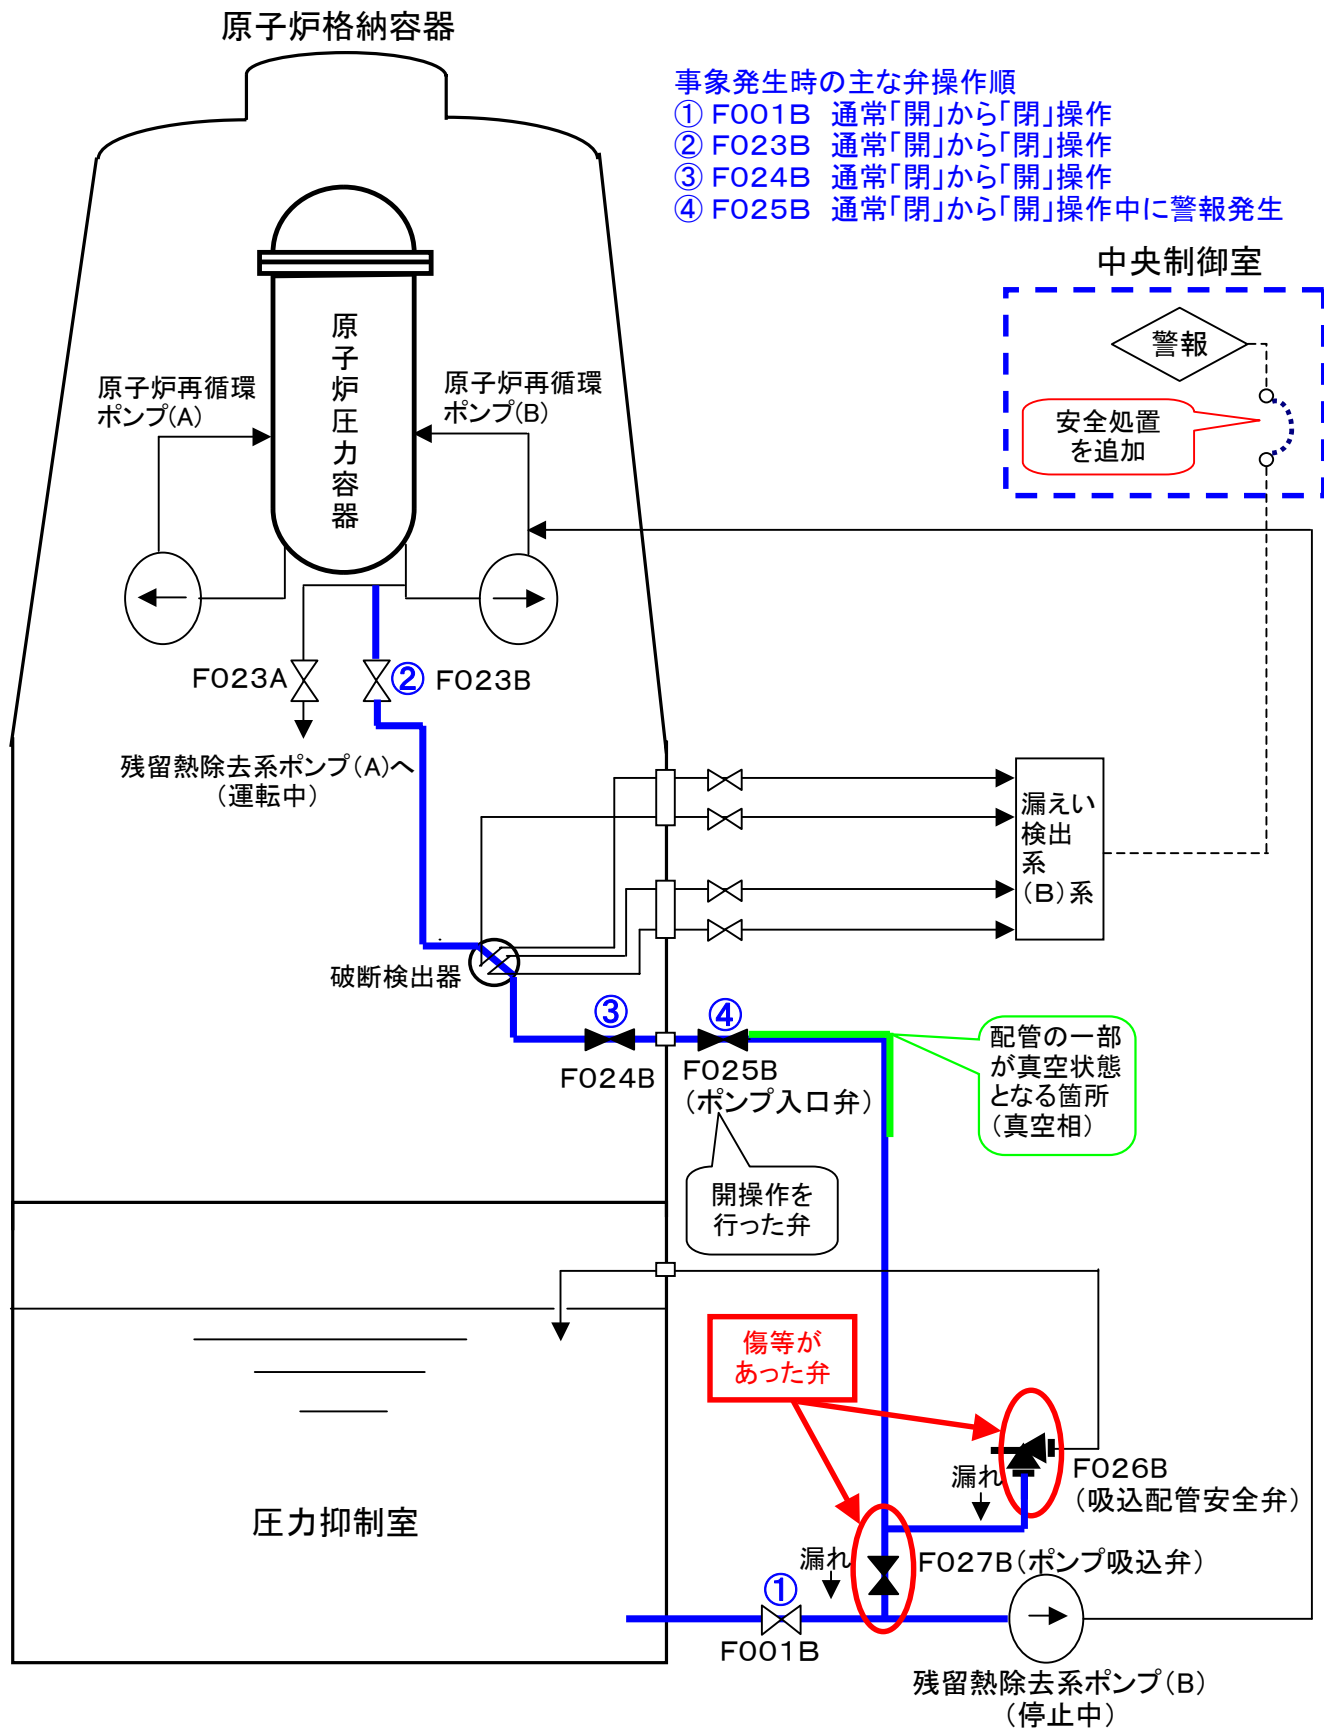 原子炉格納容器
事象発生時の主な弁操作順
① F001B 通常「開」から「閉」操作
② F023B 通常「開」から「閉」操作
③ F024B 通常「閉」から「開」操作
④ F025B 通常「閉」から「開」操作中に警報発生
中央制御室
警報
安全処置
を追加
原子炉圧力容器
原子炉再循環
ポンプ(A)
原子炉再循環
ポンプ(B)
F023A
② F023B
残留熱除去系ポンプ(A)へ
(運転中)
漏えい
検出
系
(B)系
破断検出器
③
F024B
④
F025B
(ポンプ入口弁)
配管の一部
が真空状態
となる箇所
(真空相)
開操作を
行った弁
傷等が
あった弁
漏れ
F026B
(吸込配管安全弁)
圧力抑制室
漏れ
F027B(ポンプ吸込弁)
①
F001B
残留熱除去系ポンプ(B)
(停止中)